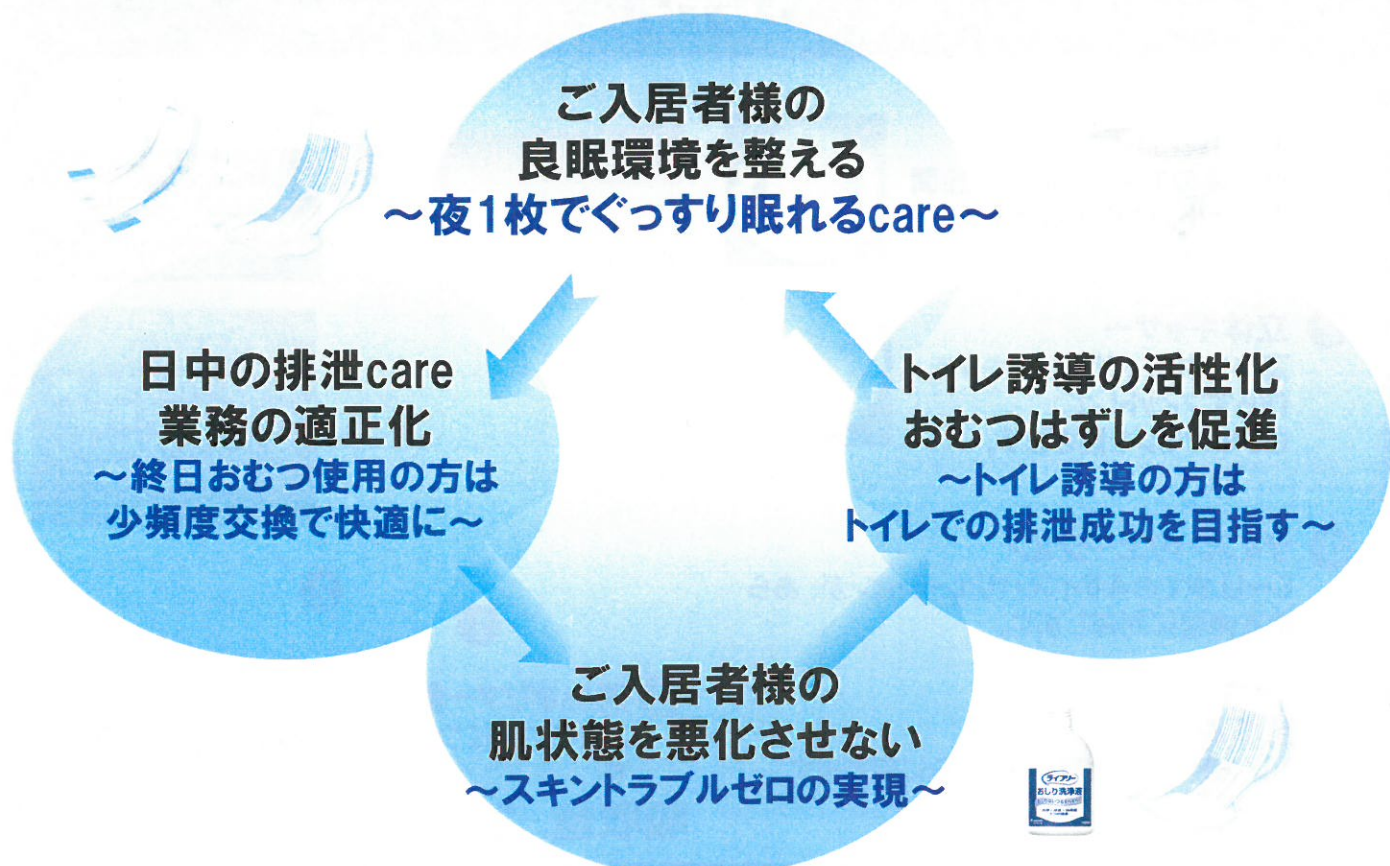 ご入居者様の
良眠環境を整える
～夜1枚でぐっすり眠れるcare～
日中の排泄care
業務の適正化
～終日おむつ使用の方は
少頻度交換で快適に～
トイレ誘導の活性化
おむつはずしを促進
～トイレ誘導の方は
トイレでの排泄成功を目指す～
ご入居者様の
肌状態を悪化させない
～スキントラブルゼロの実現～
ライフリー
おしり洗浄液